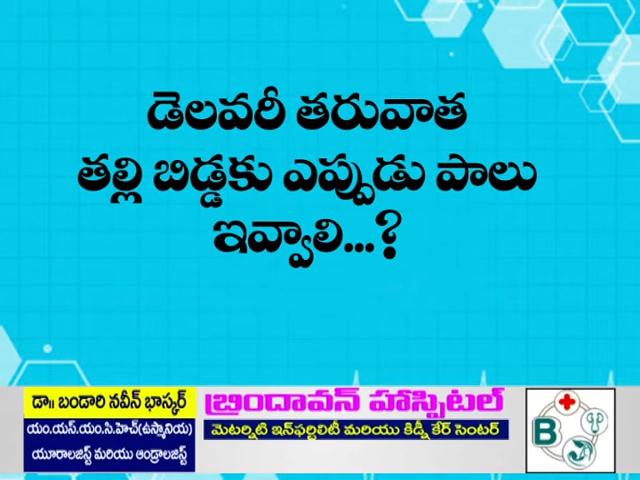 డెలవరీ తరువాత
తల్లి బిడ్డకు ఎప్పుడు పాలు
ఇవ్వాలి...?
డా౹౹ బండారి నవీన్ భాస్కర్
యం.యస్.యం.సి.హెచ్(ఉస్మానియ)
యూరాలజిస్ట్ మరియు ఆండ్రాలజిస్ట్
బ్రిందావన్ హాస్పిటల్
మెటర్నిటి ఇన్‌ఫర్టిలిటీ మరియు కిడ్నీ కేర్ సెంటర్
B